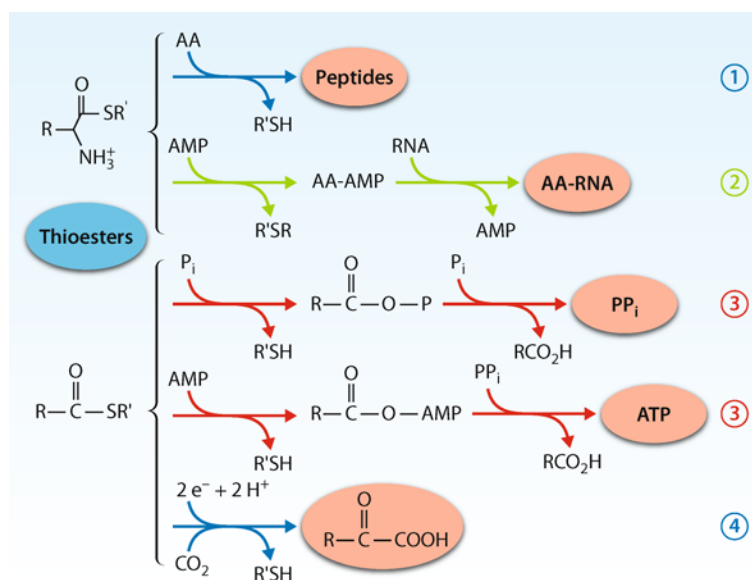 AA
Peptides
①
R'SH
O
SR'
R
NH₃⁺
AMP
RNA
AA-AMP
AA-RNA
②
R'SR
AMP
Thioesters
Pᵢ
O
Pᵢ
R—C—O—P
PPᵢ
③
R'SH
RCO₂H
O
R—C—SR'
AMP
O
PPᵢ
R—C—O—AMP
ATP
③
R'SH
RCO₂H
2 e⁻ + 2 H⁺
O
R—C—COOH
④
CO₂
R'SH